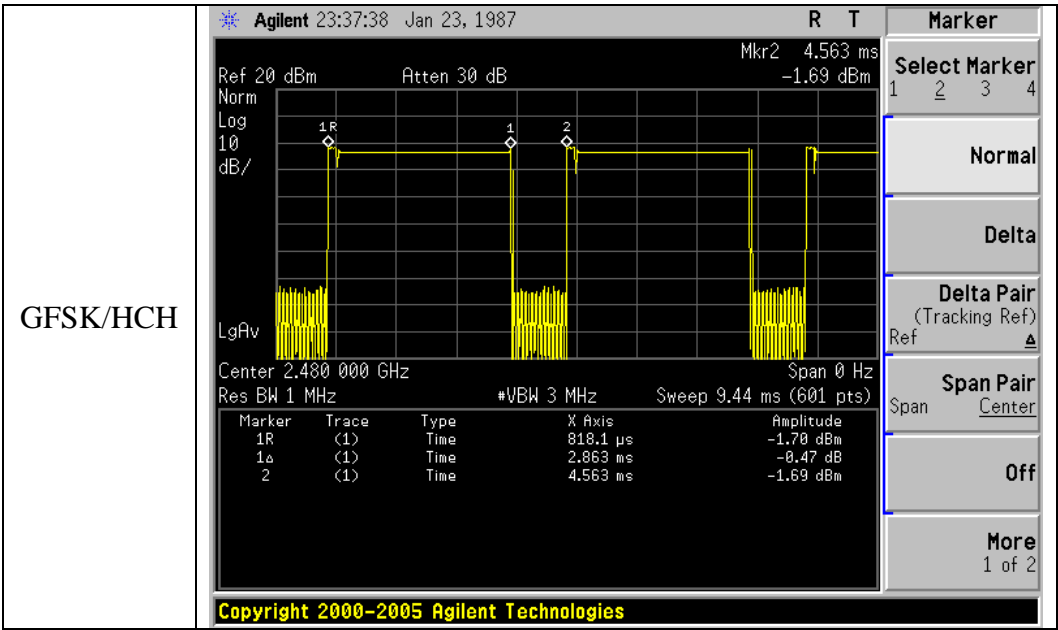 GFSK/HCH
Agilent 23:37:38 Jan 23, 1987 R T
Mkr2 4.563 ms
Ref 20 dBm Atten 30 dB -1.69 dBm
Norm
Log
10
dB/
1R 1 2
LgAv
Center 2.480 000 GHz Span 0 Hz
Res BW 1 MHz #VBW 3 MHz Sweep 9.44 ms (601 pts)
Marker Trace Type X Axis Amplitude
1R (1) Time 818.1 µs -1.70 dBm
1Δ (1) Time 2.863 ms -0.47 dB
2 (1) Time 4.563 ms -1.69 dBm
Copyright 2000-2005 Agilent Technologies
Marker
Select Marker
1 2 3 4
Normal
Delta
Delta Pair
(Tracking Ref)
Ref Δ
Span Pair
Span Center
Off
More
1 of 2